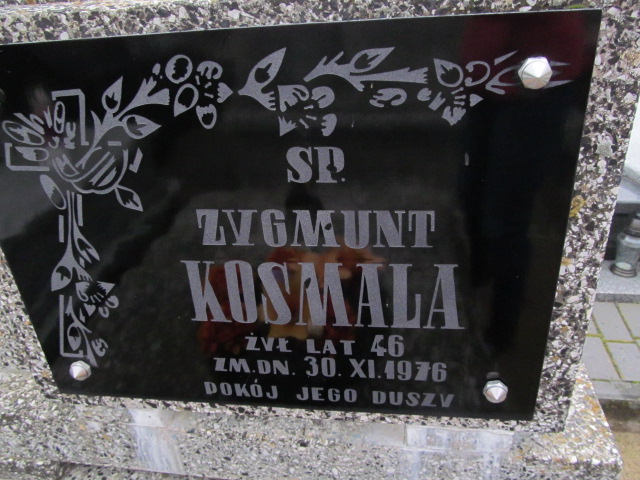 SP.
ZYGMUNT
KOSMALA
ŻYŁ LAT 46
ZM. DN. 30. XI. 1976
POKÓJ JEGO DUSZY